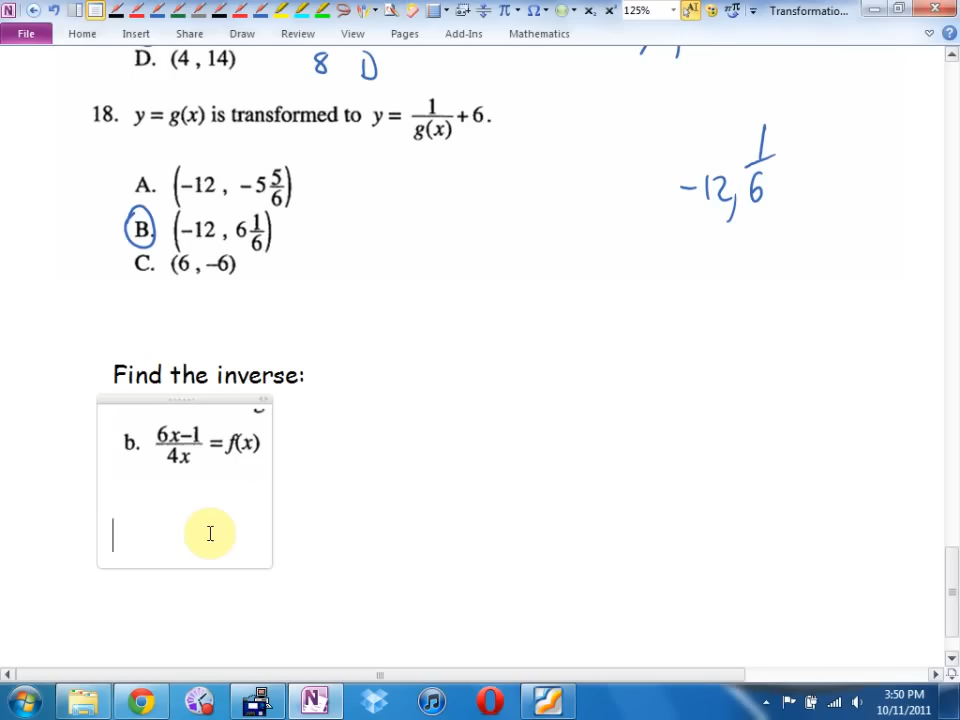 125%
Transformatio...
File Home Insert Share Draw Review View Pages Add-Ins Mathematics
D. (4 , 14) 8 D
18. y = g(x) is transformed to y = 1/g(x) + 6.
A. (−12 , −5 5/6)
B. (−12 , 6 1/6)
C. (6 , −6)
−12, 1/6
Find the inverse:
b. 6x−1/4x = f(x)
3:50 PM
10/11/2011